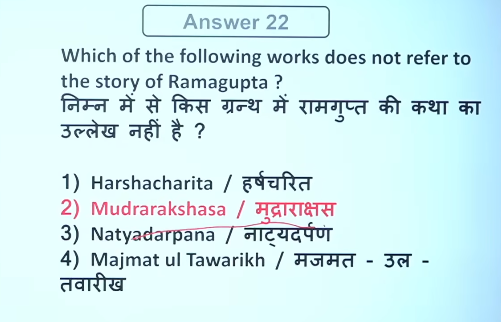 Answer 22
Which of the following works does not refer to
the story of Ramagupta ?
निम्न में से किस ग्रन्थ में रामगुप्त की कथा का
उल्लेख नहीं है ?
1) Harshacharita / हर्षचरित
2) Mudrarakshasa / मुद्राराक्षस
3) Natyadarpana / नाट्यदर्पण
4) Majmat ul Tawarikh / मजमत - उल -
तवारीख